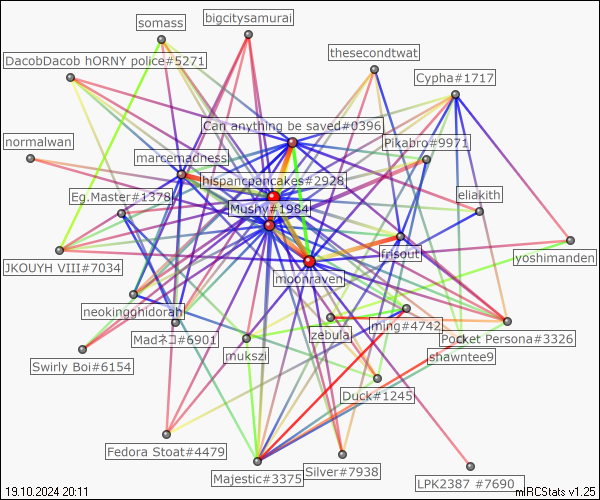 bigcitysamurai
somass
thesecondtwat
DacobDacob hORNY police#5271
Cypha#1717
Can anything be saved#0396
normalwan
Pikabro#9971
marcemadness
hispancpancakes#2928
Eg.Master#1378
eliakith
Mushy#1984
frisout
yoshimanden
JKOUYH VIII#7034
moonraven
neokingghidorah
zebula
ming#4742
Madネコ#6901
Pocket Persona#3326
mukszi
shawntee9
Swirly Boi#6154
Duck#1245
Fedora Stoat#4479
Silver#7938
Majestic#3375
LPK2387 #7690
19.10.2024 20:11
mIRCStats v1.25